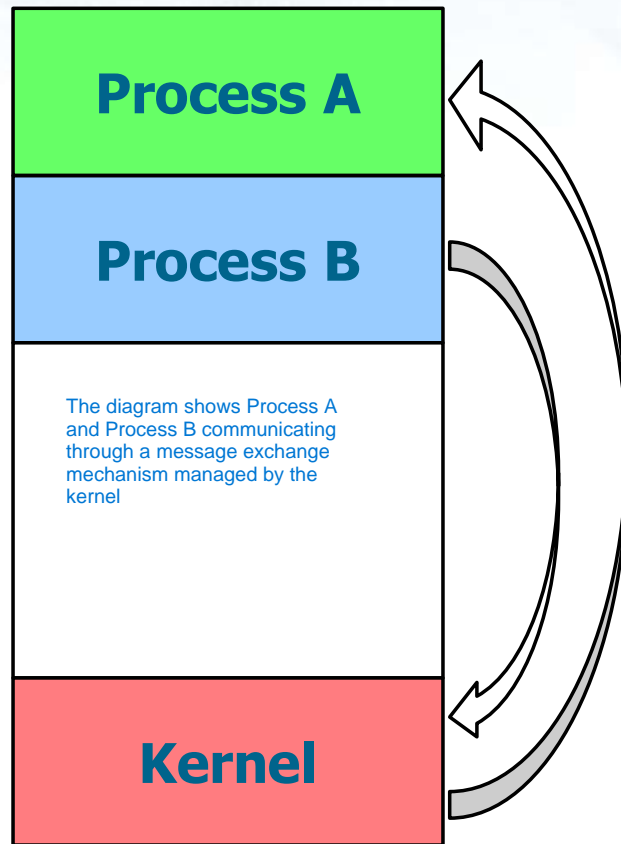 Process A
Process B
The diagram shows Process A
and Process B communicating
through a message exchange
mechanism managed by the
kernel
Kernel